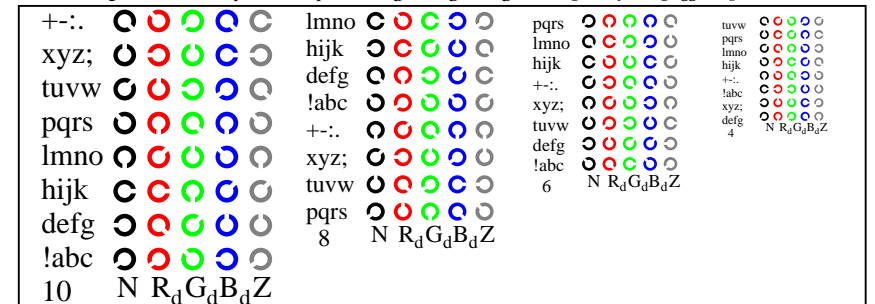 +-:.
xyz;
tuvw
pqrs
lmno
hijk
defg
!abc
10 N RdGdBdZ
lmno
hijk
defg
!abc
+-:.
xyz;
tuvw
pqrs
8 N RdGdBdZ
pqrs
lmno
hijk
+-:.
xyz;
tuvw
defg
!abc
6 N RdGdBdZ
tuvw
pqrs
lmno
hijk
+-:.
!abc
xyz;
defg
4 N RdGdBdZ